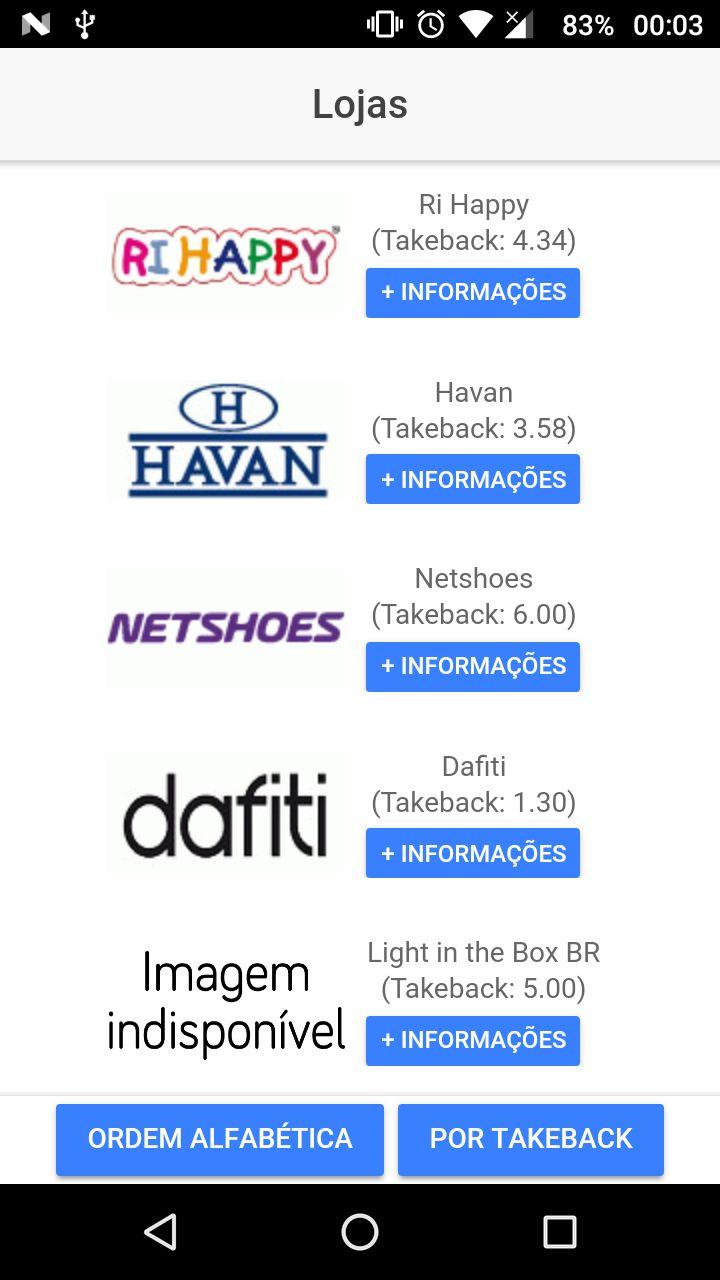 83% 00:03
Lojas
RI HAPPY
Ri Happy
(Takeback: 4.34)
+ INFORMAÇÕES
H
HAVAN
Havan
(Takeback: 3.58)
+ INFORMAÇÕES
NETSHOES
Netshoes
(Takeback: 6.00)
+ INFORMAÇÕES
dafiti
Dafiti
(Takeback: 1.30)
+ INFORMAÇÕES
Imagem
indisponível
Light in the Box BR
(Takeback: 5.00)
+ INFORMAÇÕES
ORDEM ALFABÉTICA POR TAKEBACK